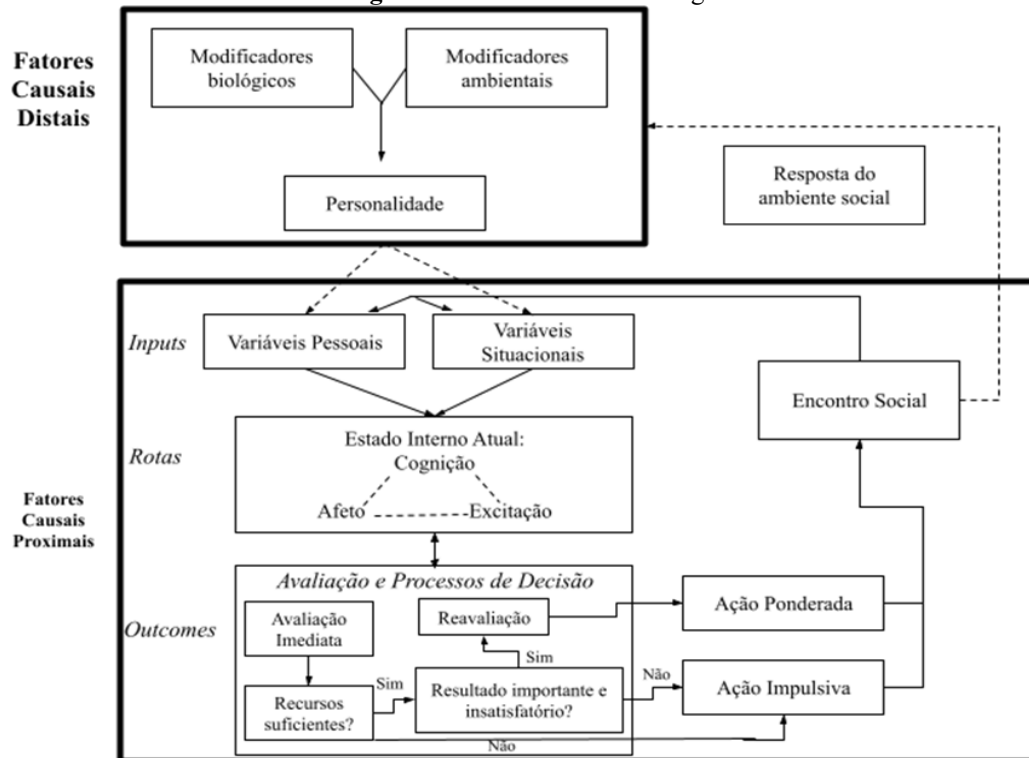 Fatores
Causais
Distais
Modificadores
biológicos
Modificadores
ambientais
Personalidade
Resposta do
ambiente social
Fatores
Causais
Proximais
Inputs
Variáveis Pessoais
Variáveis
Situacionais
Encontro Social
Rotas
Estado Interno Atual:
Cognição
Afeto
Excitação
Outcomes
Avaliação e Processos de Decisão
Avaliação
Imediata
Reavaliação
Ação Ponderada
Sim
Recursos
suficientes?
Sim
Resultado importante e
insatisfatório?
Não
Ação Impulsiva
Não